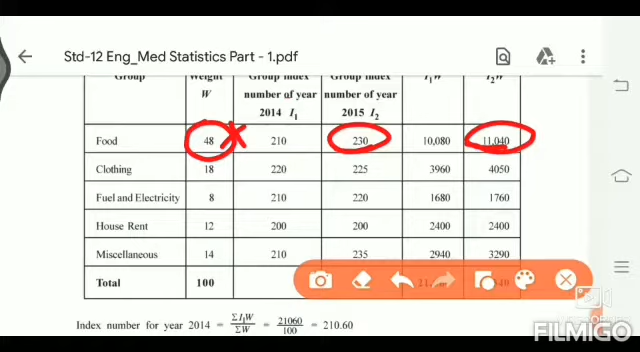 Std-12 Eng_Med Statistics Part - 1.pdf
Group Weight Group index Group index I₁W I₂W
W number of year number of year
2014 I₁ 2015 I₂
Food 48 210 230 10,080 11,040
Clothing 18 220 225 3960 4050
Fuel and Electricity 8 210 220 1680 1760
House Rent 12 200 200 2400 2400
Miscellaneous 14 210 235 2940 3290
Total 100
Index number for year 2014 = ΣI₁W / ΣW = 21060 / 100 = 210.60
FILMIGO